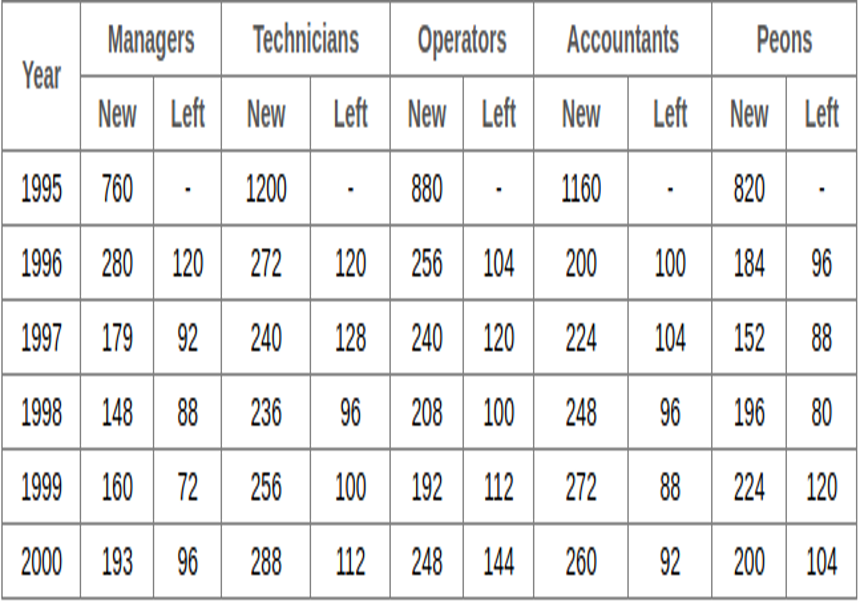 Year Managers Technicians Operators Accountants Peons
New Left New Left New Left New Left New Left
1995 760 - 1200 - 880 - 1160 - 820 -
1996 280 120 272 120 256 104 200 100 184 96
1997 179 92 240 128 240 120 224 104 152 88
1998 148 88 236 96 208 100 248 96 196 80
1999 160 72 256 100 192 112 272 88 224 120
2000 193 96 288 112 248 144 260 92 200 104